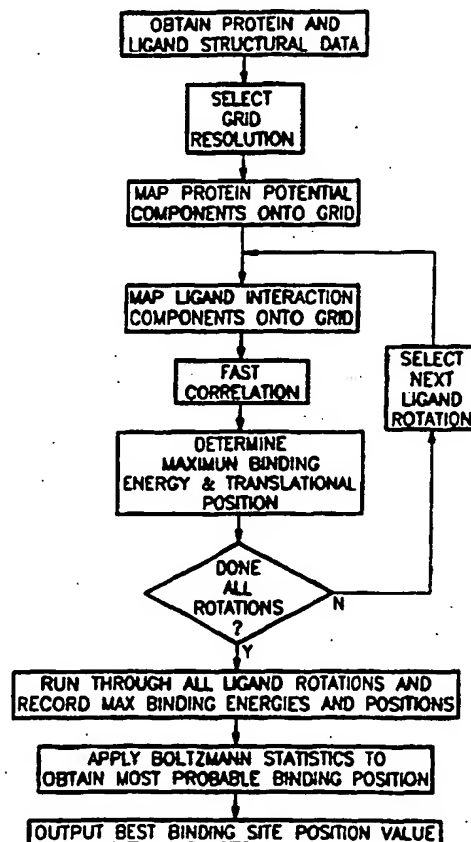 OBTAIN PROTEIN AND
LIGAND STRUCTURAL DATA
SELECT
GRID
RESOLUTION
MAP PROTEIN POTENTIAL
COMPONENTS ONTO GRID
MAP LIGAND INTERACTION
COMPONENTS ONTO GRID
FAST
CORRELATION
SELECT
NEXT
LIGAND
ROTATION
DETERMINE
MAXIMUN BINDING
ENERGY & TRANSLATIONAL
POSITION
DONE
ALL
ROTATIONS
?
N
Y
RUN THROUGH ALL LIGAND ROTATIONS AND
RECORD MAX BINDING ENERGIES AND POSITIONS
APPLY BOLTZMANN STATISTICS TO
OBTAIN MOST PROBABLE BINDING POSITION
OUTPUT BEST BINDING SITE POSITION VALUE